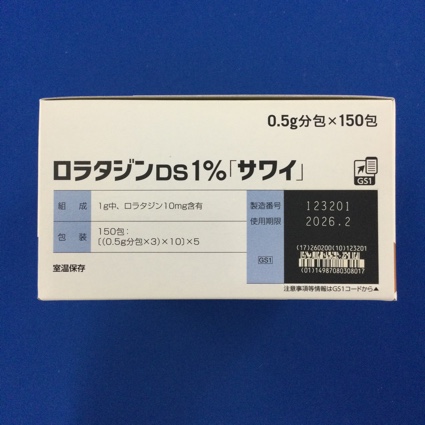 0.5g分包×150包
ロラタジンDS1%「サワイ」
GS1
組成 1g中、ロラタジン10mg含有
製造番号 123201
使用期限 2026.2
包装 150包:
[(0.5g分包×3)×10]×5
GS1
(17)260200(10)123201
(01)14987080308017
室温保存
注意事項等情報はGS1コードから▲